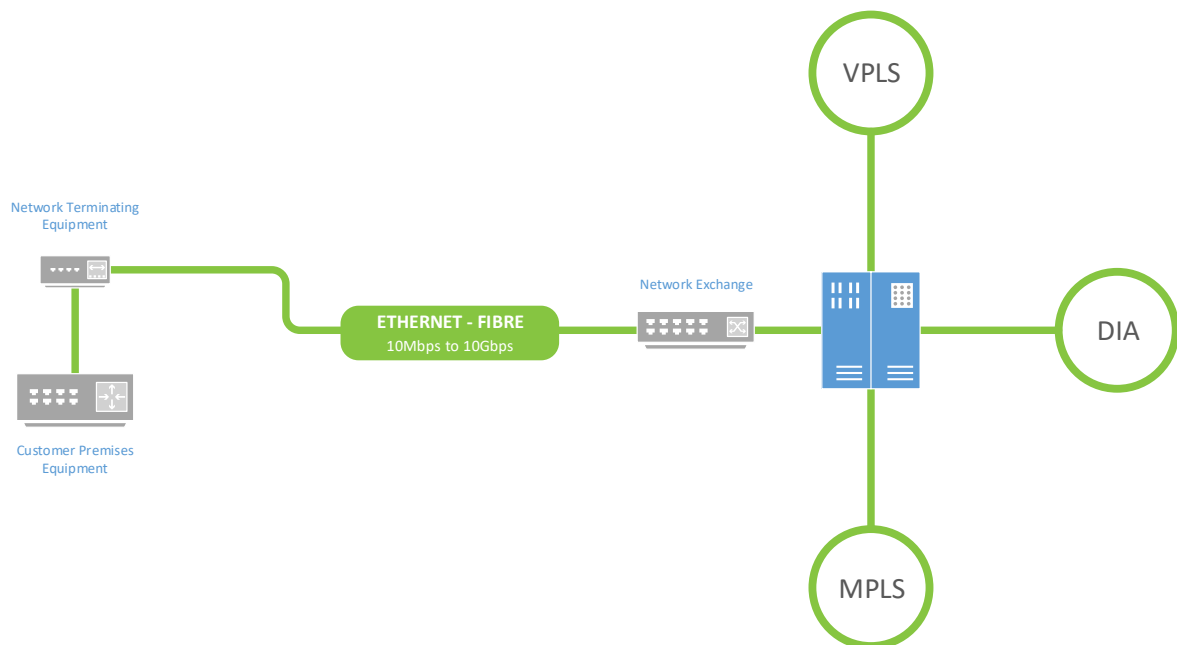 VPLS
Network Terminating
Equipment
Network Exchange
ETHERNET - FIBRE
10Mbps to 10Gbps
DIA
Customer Premises
Equipment
MPLS